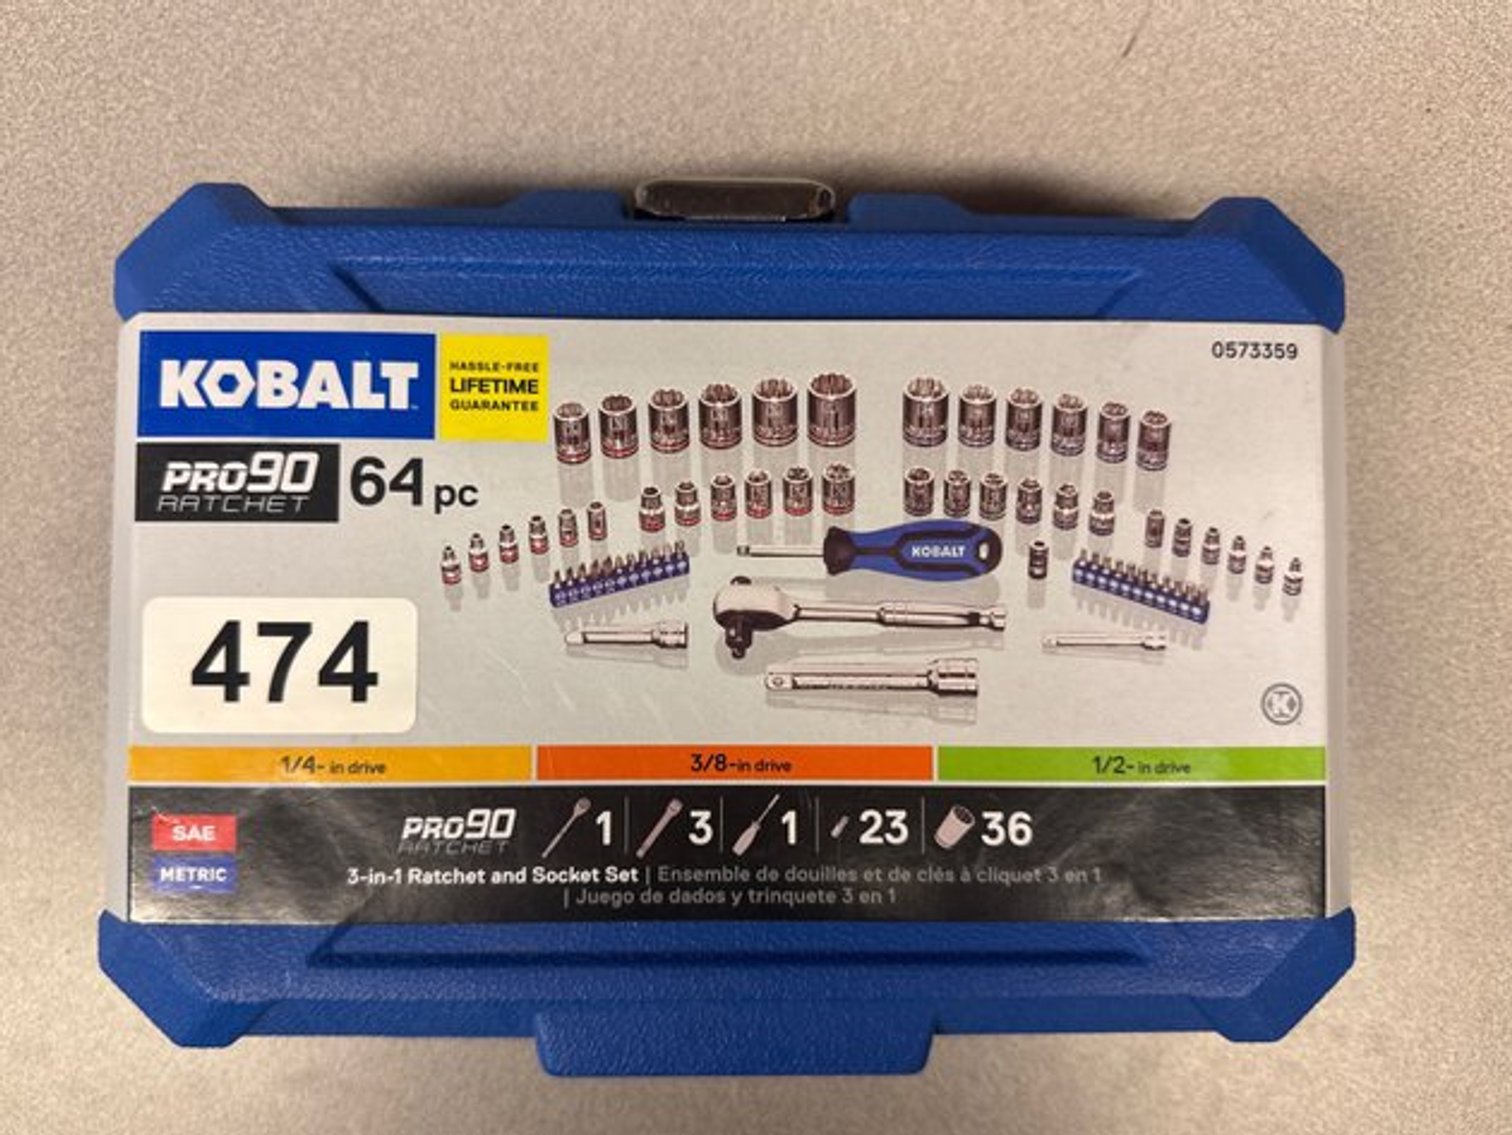 KOBALT
HASSLE-FREE
LIFETIME
GUARANTEE
0573359
PRO90
RATCHET
64 pc
KOBALT
474
K
1/4- in drive
3/8-in drive
1/2- in drive
SAE
METRIC
PRO90
RATCHET
1 3 1 23 36
3-in-1 Ratchet and Socket Set | Ensemble de douilles et de clés à cliquet 3 en 1
| Juego de dados y trinquete 3 en 1